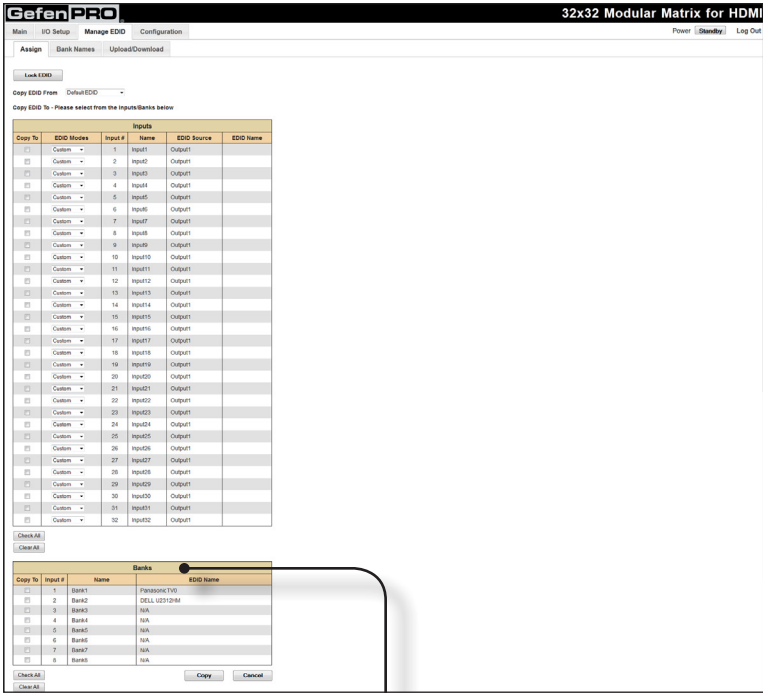 Gefen PRO 32x32 Modular Matrix for HDMI
Main I/O Setup Manage EDID Configuration Power Standby Log Out
Assign Bank Names Upload/Download
Lock EDID
Copy EDID From Default EDID
Copy EDID To - Please select from the Inputs/Banks below
Inputs
Copy To EDID Modes Input # Name EDID Source EDID Name
Custom 1 Input1 Output1
Custom 2 Input2 Output1
Custom 3 Input3 Output1
Custom 4 Input4 Output1
Custom 5 Input5 Output1
Custom 6 Input6 Output1
Custom 7 Input7 Output1
Custom 8 Input8 Output1
Custom 9 Input9 Output1
Custom 10 Input10 Output1
Custom 11 Input11 Output1
Custom 12 Input12 Output1
Custom 13 Input13 Output1
Custom 14 Input14 Output1
Custom 15 Input15 Output1
Custom 16 Input16 Output1
Custom 17 Input17 Output1
Custom 18 Input18 Output1
Custom 19 Input19 Output1
Custom 20 Input20 Output1
Custom 21 Input21 Output1
Custom 22 Input22 Output1
Custom 23 Input23 Output1
Custom 24 Input24 Output1
Custom 25 Input25 Output1
Custom 26 Input26 Output1
Custom 27 Input27 Output1
Custom 28 Input28 Output1
Custom 29 Input29 Output1
Custom 30 Input30 Output1
Custom 31 Input31 Output1
Custom 32 Input32 Output1
Check All
Clear All
Banks
Copy To Input # Name EDID Name
1 Bank1 PanasonicTV0
2 Bank2 DELL U2312HM
3 Bank3 N/A
4 Bank4 N/A
5 Bank5 N/A
6 Bank6 N/A
7 Bank7 N/A
8 Bank8 N/A
Check All Copy Cancel
Clear All